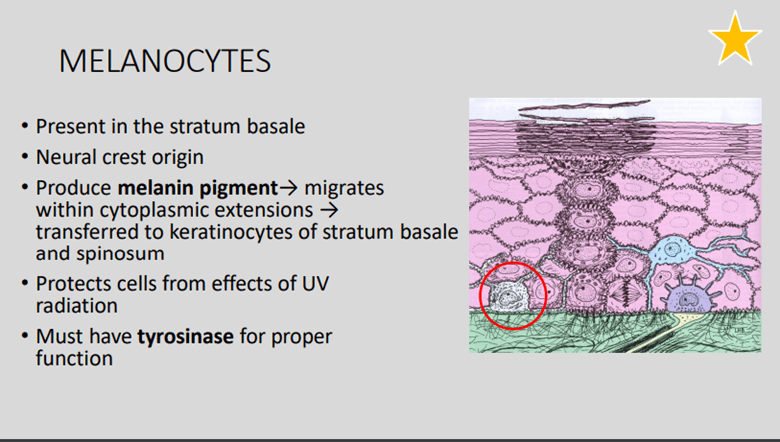 MELANOCYTES
• Present in the stratum basale
• Neural crest origin
• Produce melanin pigment→ migrates
within cytoplasmic extensions →
transferred to keratinocytes of stratum basale
and spinosum
• Protects cells from effects of UV
radiation
• Must have tyrosinase for proper
function